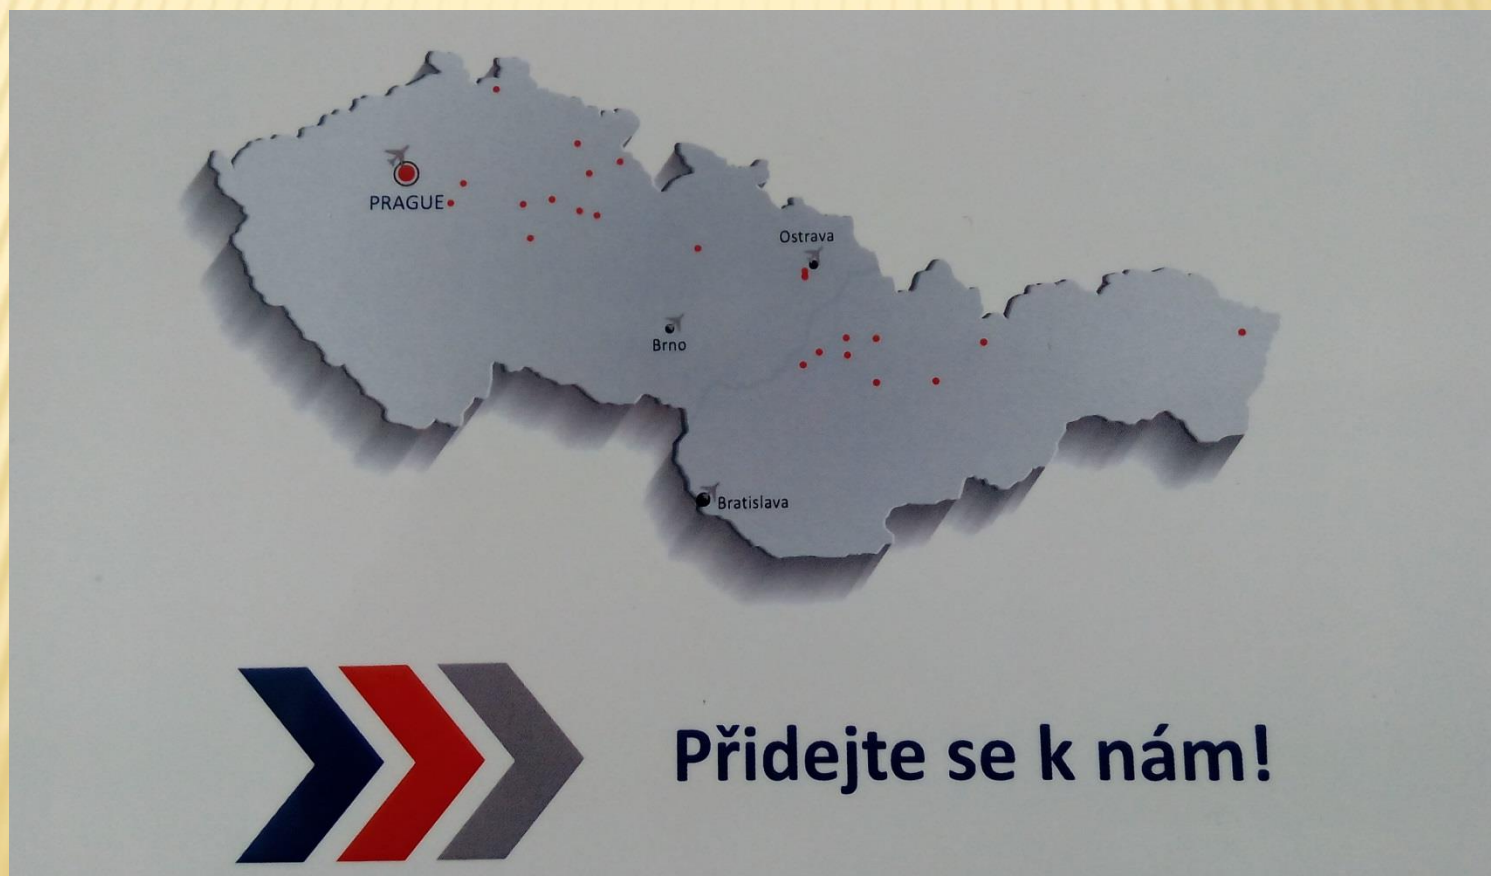 PRAGUE
Ostrava
Brno
Bratislava
Přidejte se k nám!